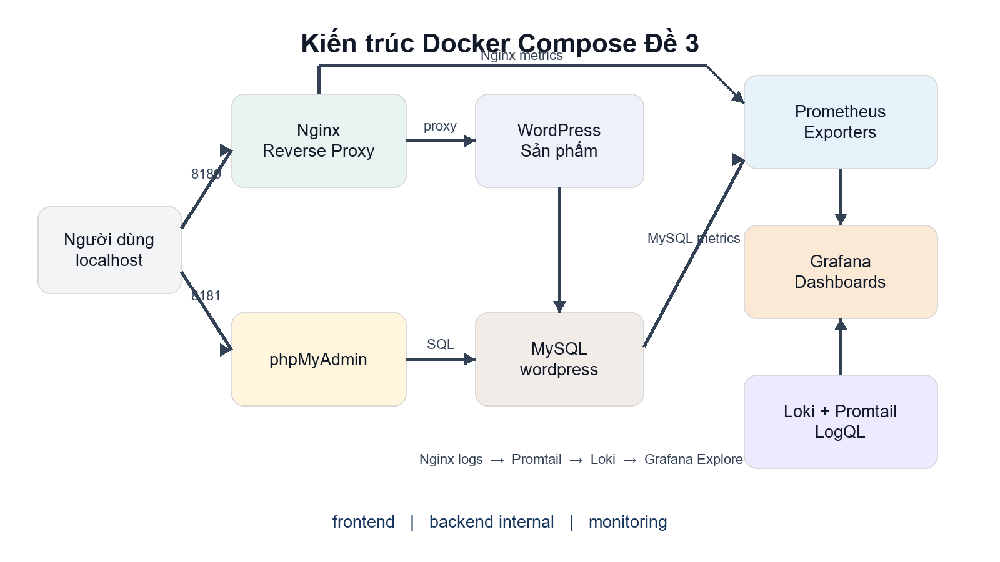 Kiến trúc Docker Compose Đề 3
Nginx metrics
Nginx
Reverse Proxy
proxy
WordPress
Sản phẩm
Prometheus
Exporters
8180
Người dùng
localhost
8181
MySQL metrics
Grafana
Dashboards
phpMyAdmin
SQL
MySQL
wordpress
Loki + Promtail
LogQL
Nginx logs → Promtail → Loki → Grafana Explore
frontend | backend internal | monitoring